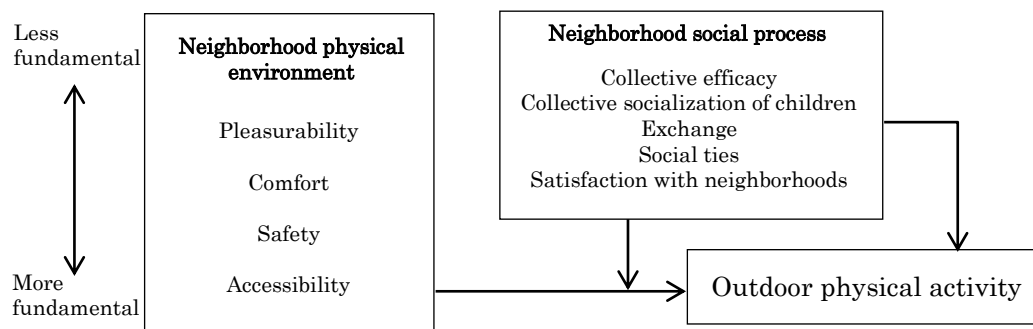 Less
fundamental
More
fundamental
Neighborhood physical
environment
Pleasurability
Comfort
Safety
Accessibility
Neighborhood social process
Collective efficacy
Collective socialization of children
Exchange
Social ties
Satisfaction with neighborhoods
Outdoor physical activity